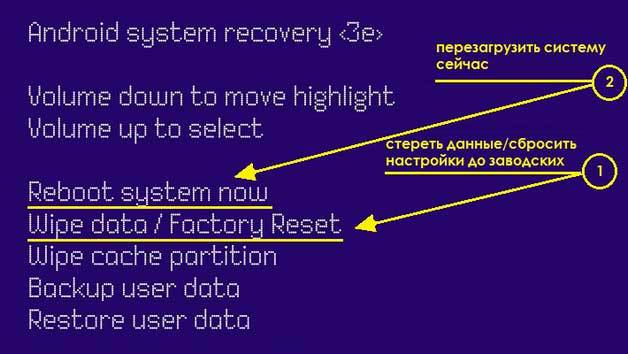 Android system recovery <3e>
перезагрузить систему
сейчас
2
Volume down to move highlight
Volume up to select
стереть данные/сбросить
настройки до заводских
1
Reboot system now
Wipe data / Factory Reset
Wipe cache partition
Backup user data
Restore user data